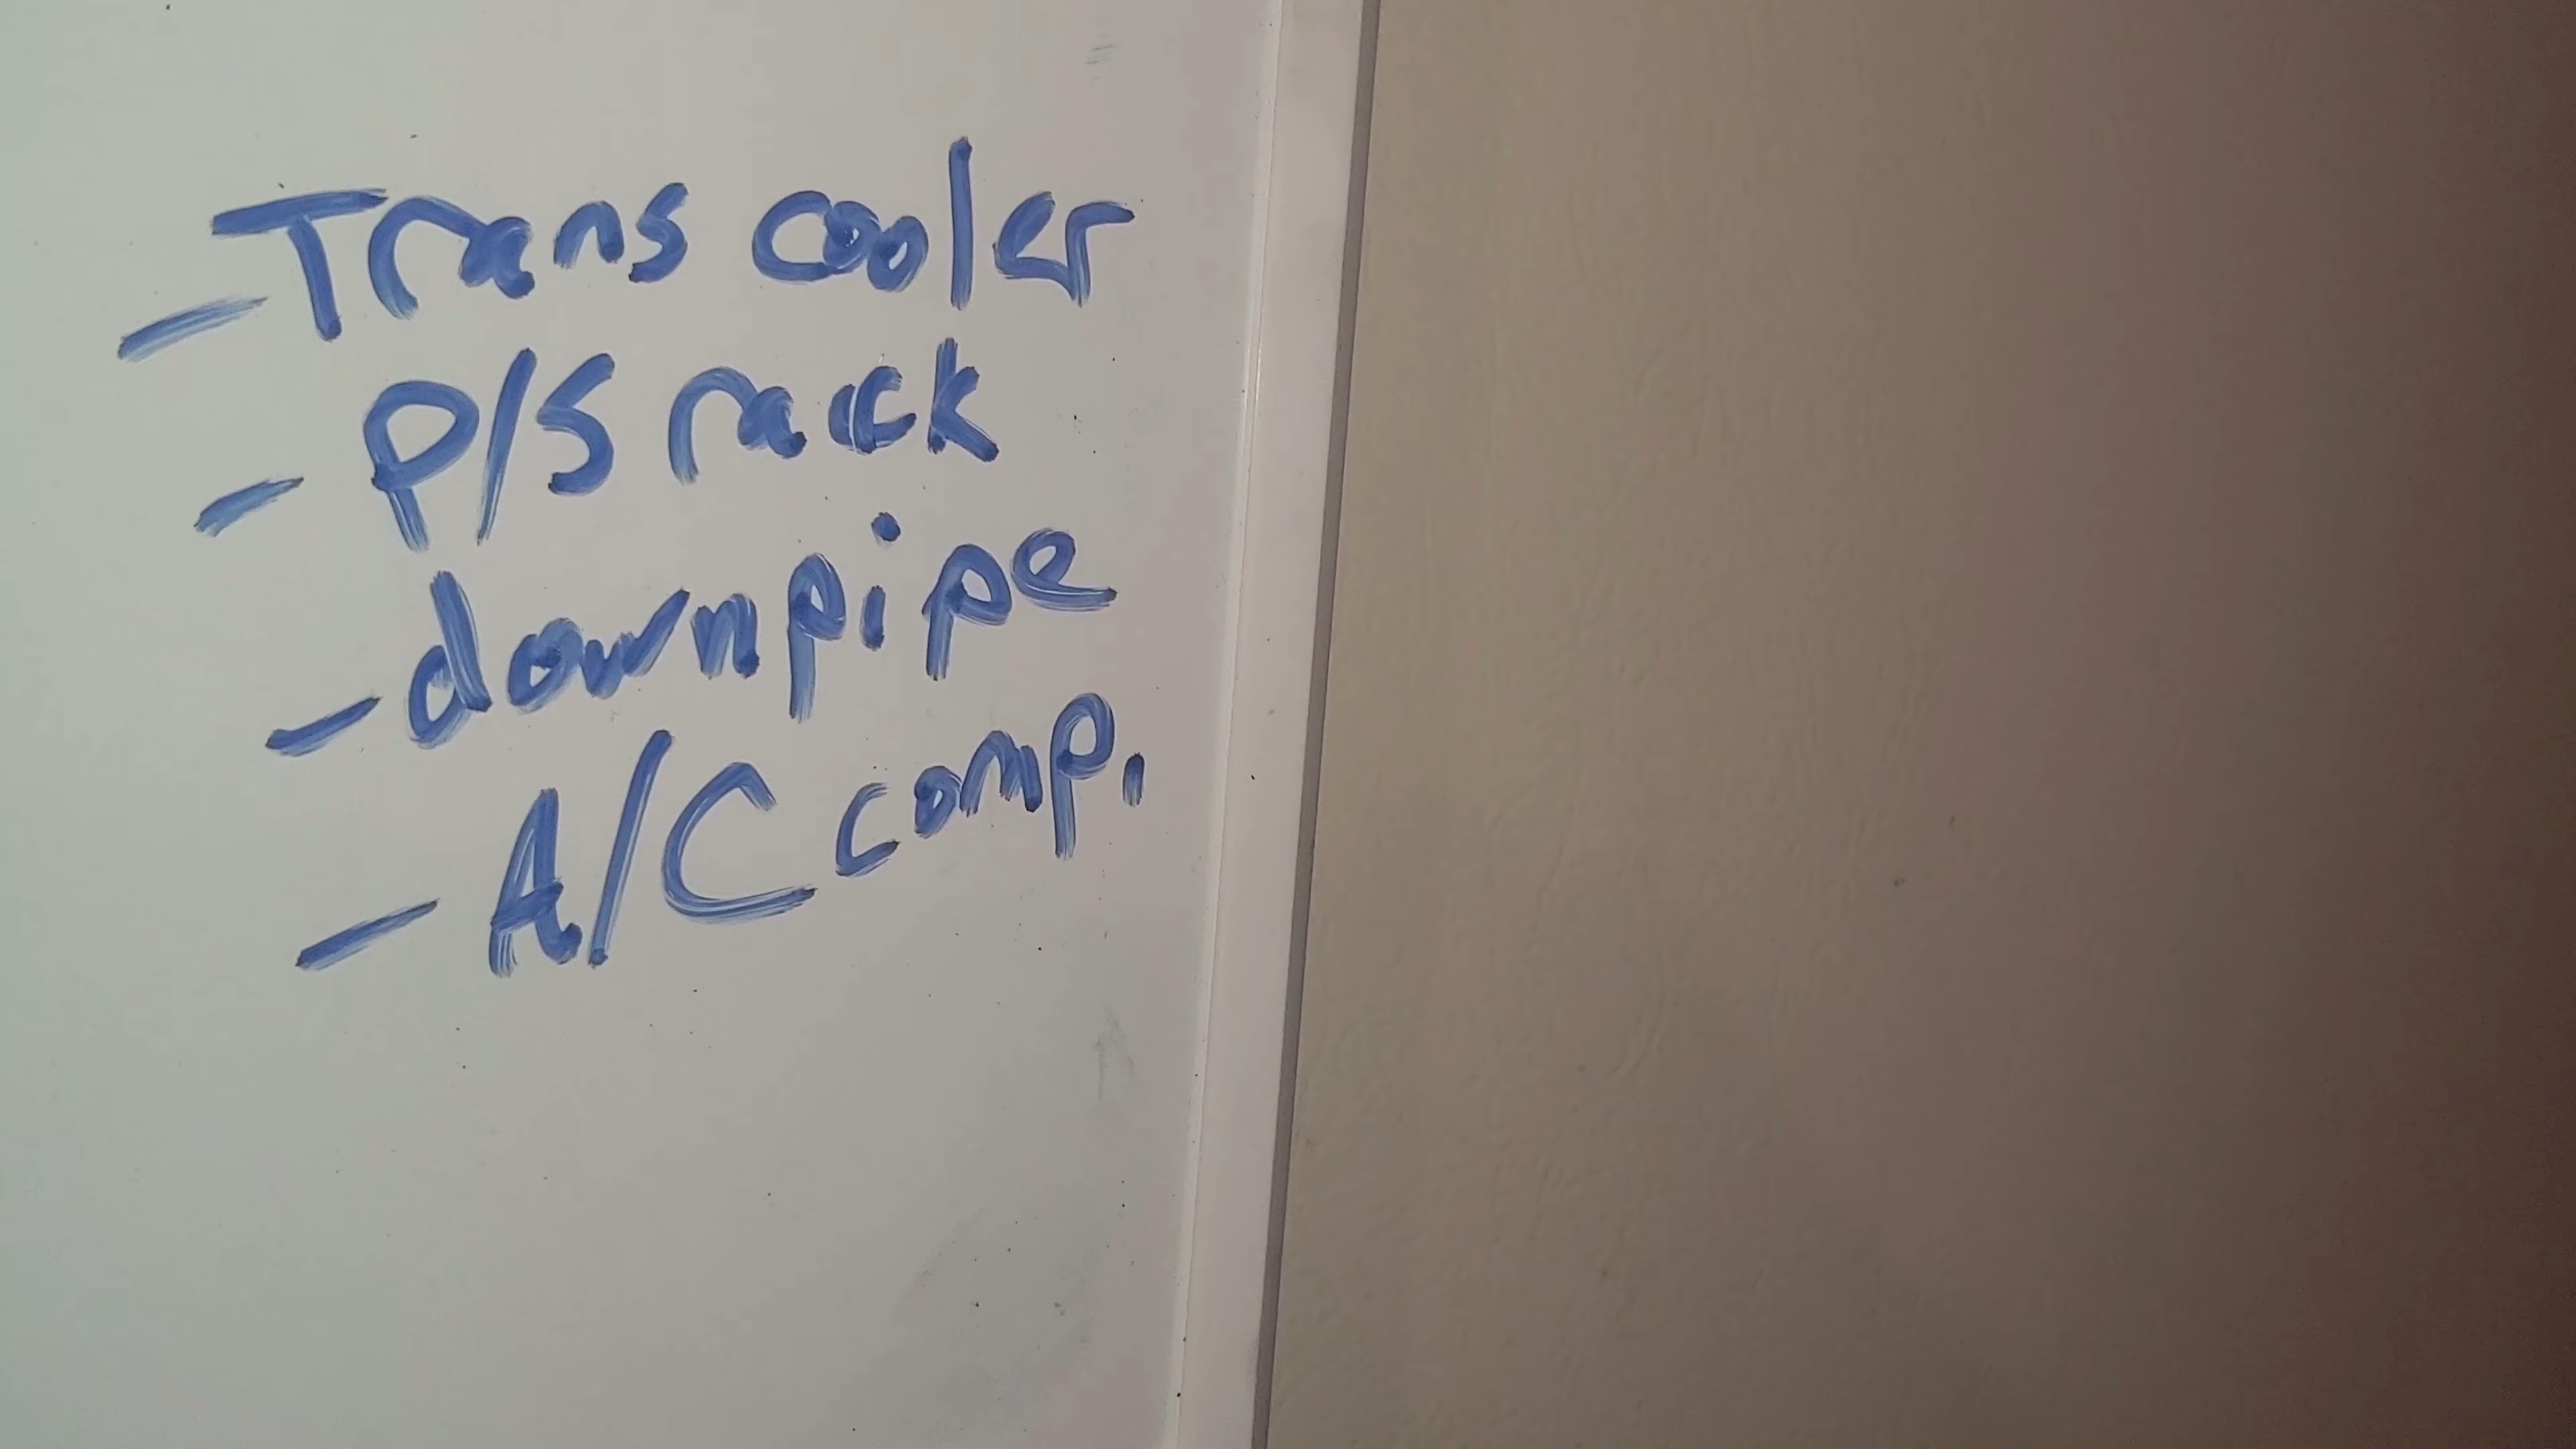 - Trans cooler
- P/S rack
- downpipe
- A/C comp.